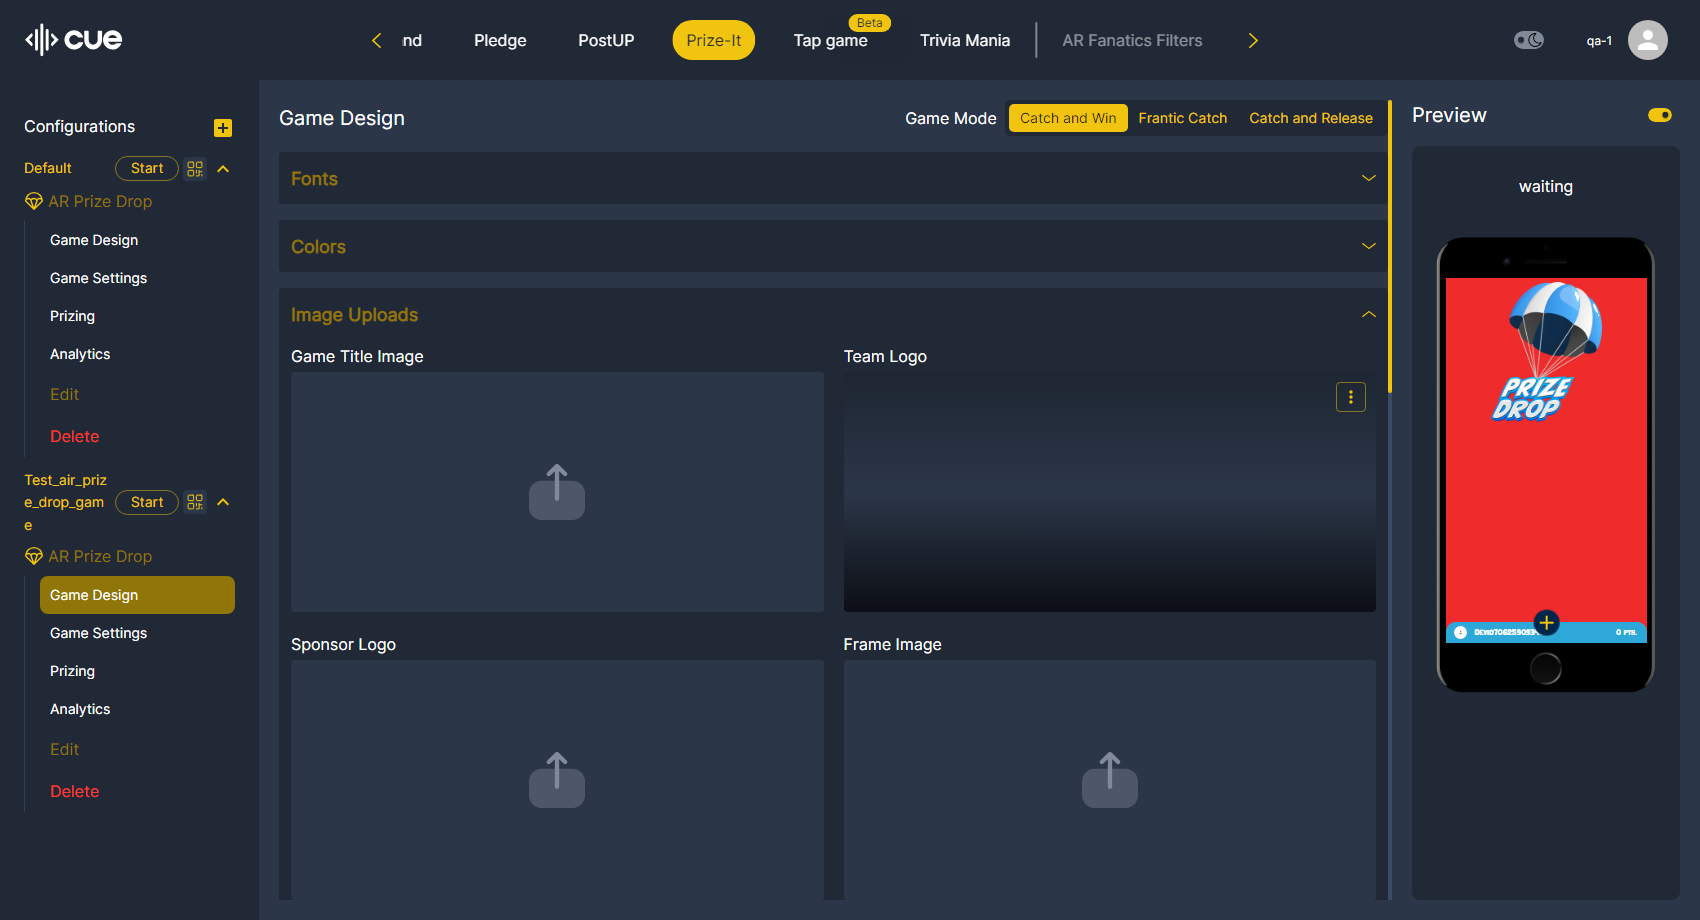 cue
nd
Pledge
PostUP
Prize-It
Beta
Tap game
Trivia Mania
AR Fanatics Filters
qa-1
Configurations
Default
Start
AR Prize Drop
Game Design
Game Settings
Prizing
Analytics
Edit
Delete
Test_air_priz
e_drop_gam
e
Start
AR Prize Drop
Game Design
Game Settings
Prizing
Analytics
Edit
Delete
Game Design
Game Mode
Catch and Win
Frantic Catch
Catch and Release
Fonts
Colors
Image Uploads
Game Title Image
Team Logo
Sponsor Logo
Frame Image
Preview
waiting
PRIZE
DROP
0 PTS.